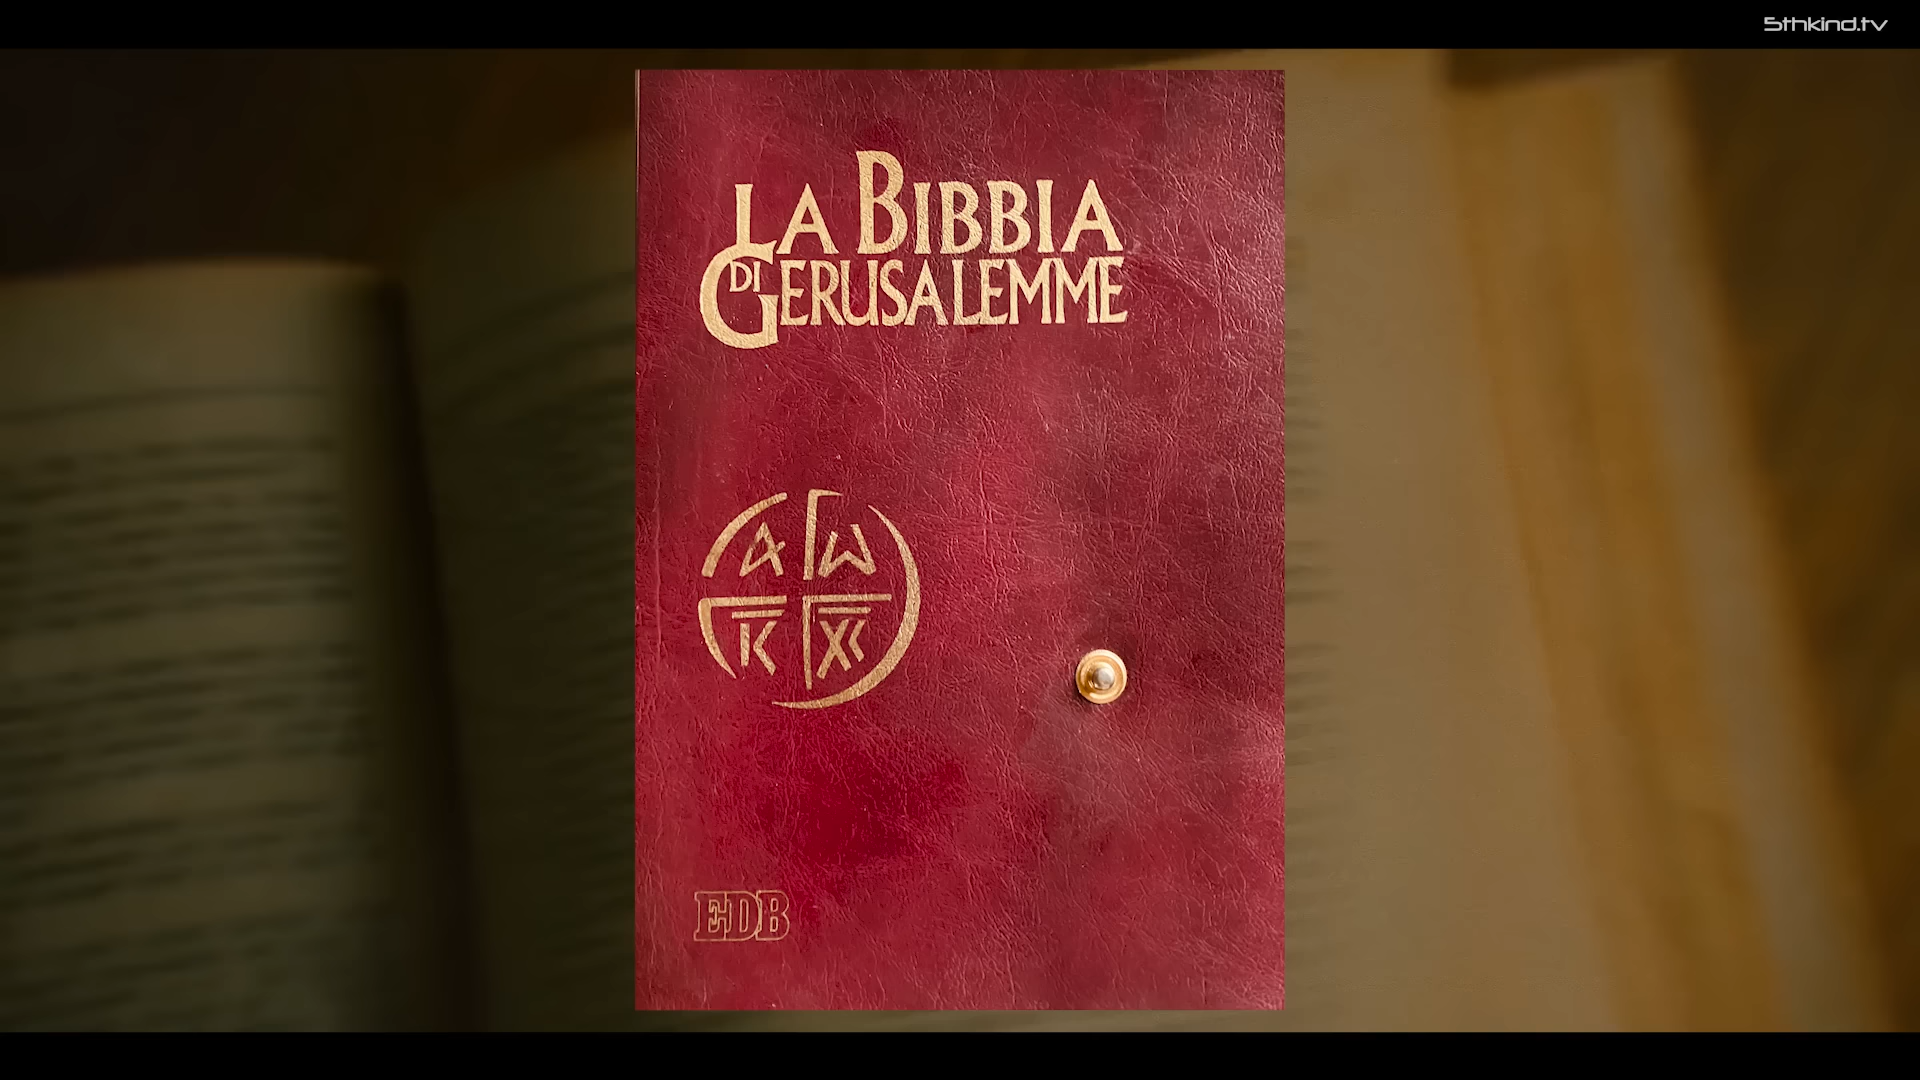 5thkind.tv
LA BIBBIA
DI GERUSALEMME
Α ω
IC XC
EDB